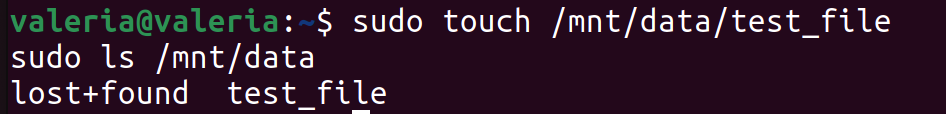 valeria@valeria:~$ sudo touch /mnt/data/test_file
sudo ls /mnt/data
lost+found  test_file